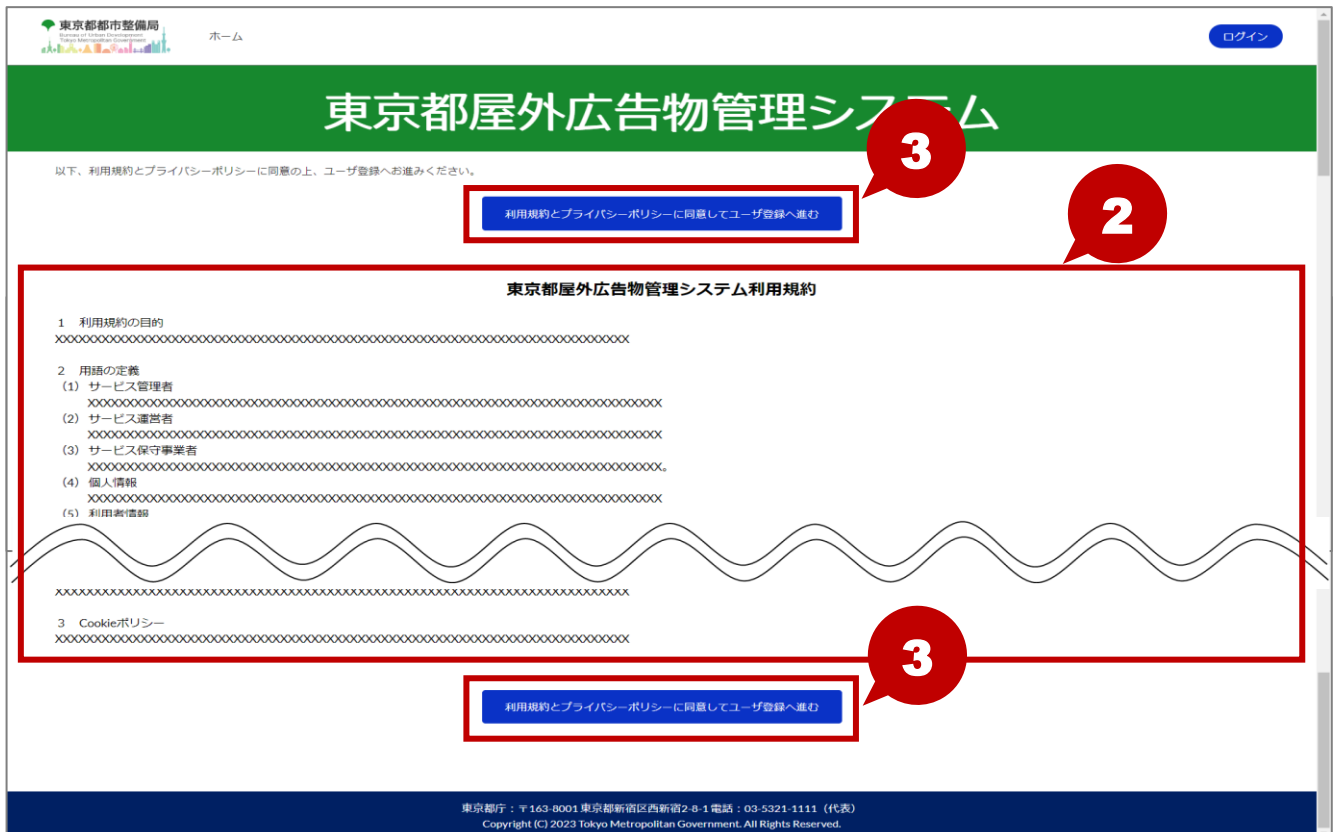 東京都都市整備局
Bureau of Urban Development
Tokyo Metropolitan Government
ホーム
ログイン
東京都屋外広告物管理システム
3
以下、利用規約とプライバシーポリシーに同意の上、ユーザ登録へお進みください。
利用規約とプライバシーポリシーに同意してユーザ登録へ進む
2
東京都屋外広告物管理システム利用規約
1 利用規約の目的
XXXXXXXXXXXXXXXXXXXXXXXXXXXXXXXXXXXXXXXXXXXXXXXXXXXXXXXXXXXXXXXXXXXXXXXXXX
2 用語の定義
（1）サービス管理者
XXXXXXXXXXXXXXXXXXXXXXXXXXXXXXXXXXXXXXXXXXXXXXXXXXXXXXXXXXXXXXXXXXXXXXXXXX
（2）サービス運営者
XXXXXXXXXXXXXXXXXXXXXXXXXXXXXXXXXXXXXXXXXXXXXXXXXXXXXXXXXXXXXXXXXXXXXXXXXX
（3）サービス保守事業者
XXXXXXXXXXXXXXXXXXXXXXXXXXXXXXXXXXXXXXXXXXXXXXXXXXXXXXXXXXXXXXXXXXXXXXXXXX。
（4）個人情報
XXXXXXXXXXXXXXXXXXXXXXXXXXXXXXXXXXXXXXXXXXXXXXXXXXXXXXXXXXXXXXXXXXXXXXXXXX
（5）利用者情報
XXXXXXXXXXXXXXXXXXXXXXXXXXXXXXXXXXXXXXXXXXXXXXXXXXXXXXXXXXXXXXXXXXXXXXXXXX
3 Cookieポリシー
XXXXXXXXXXXXXXXXXXXXXXXXXXXXXXXXXXXXXXXXXXXXXXXXXXXXXXXXXXXXXXXXXXXXXXXXXX
3
利用規約とプライバシーポリシーに同意してユーザ登録へ進む
東京都庁：〒163-8001 東京都新宿区西新宿2-8-1 電話：03-5321-1111（代表）
Copyright (C) 2023 Tokyo Metropolitan Government. All Rights Reserved.